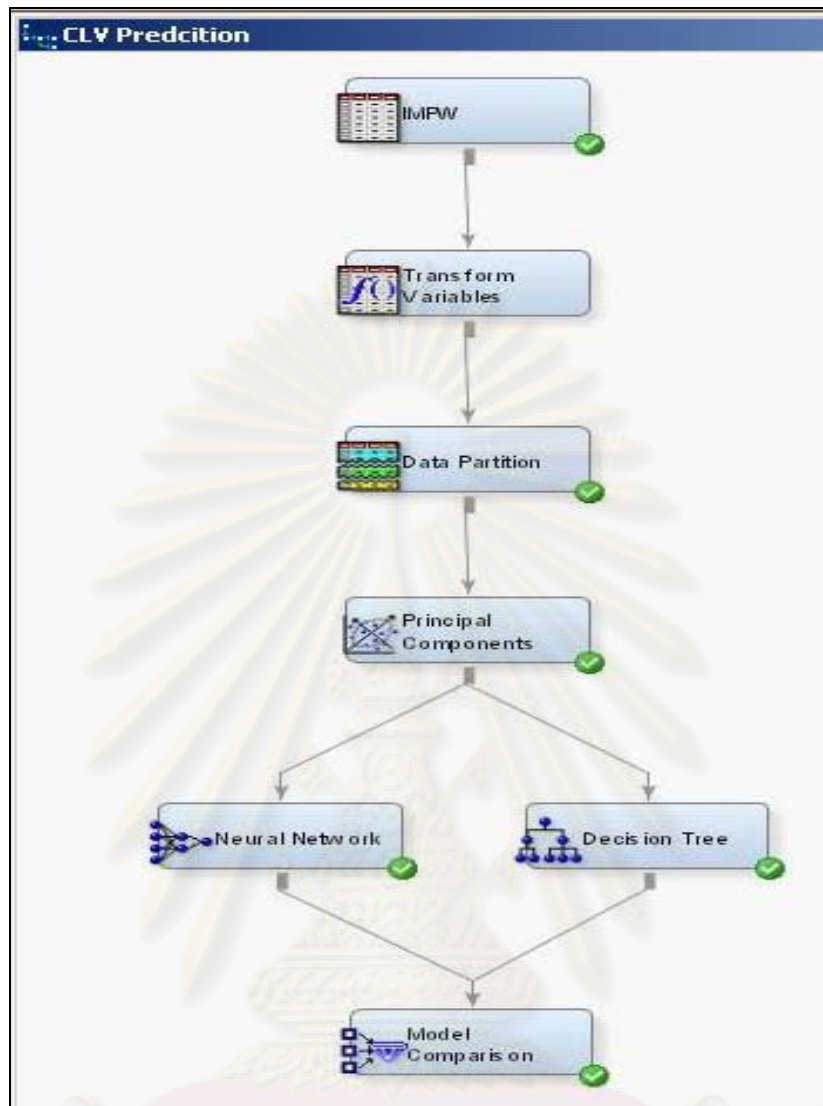 CLV Predcition
IMPW
Transform
Variables
f()
Data Partition
Principal
Components
Neural Network
Decision Tree
Model
Comparison